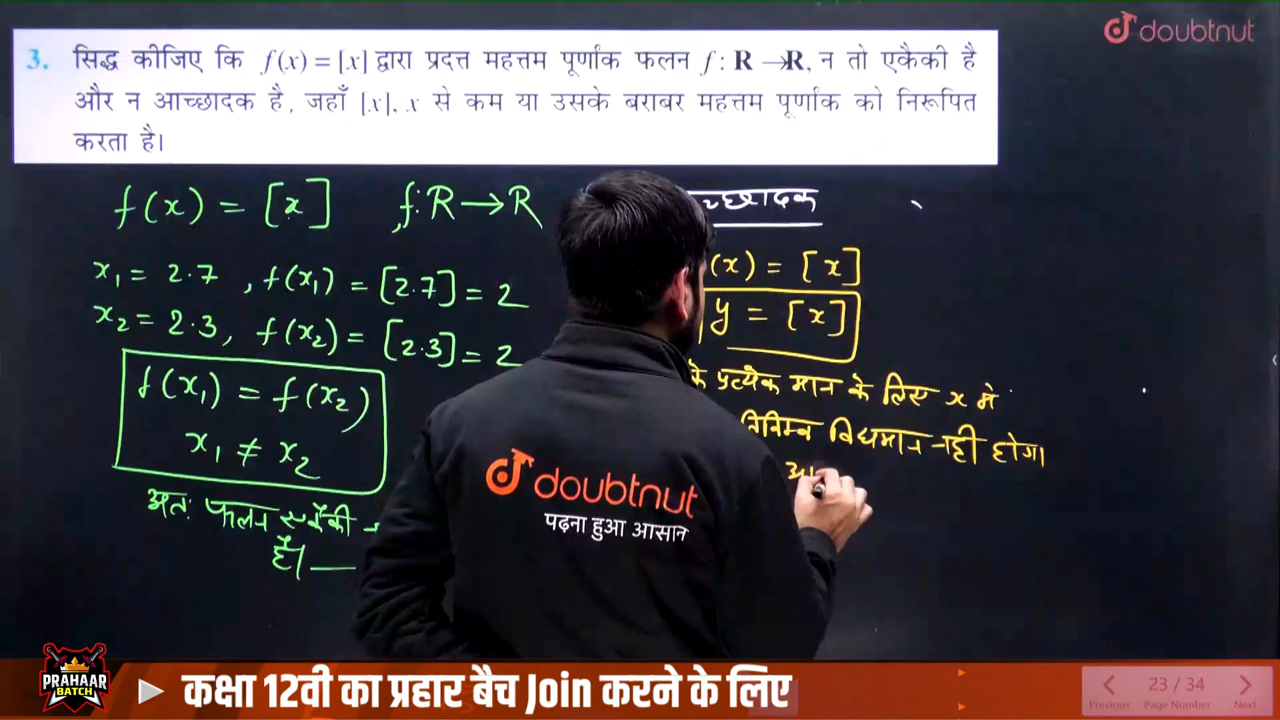 doubtnut
3. सिद्ध कीजिए कि f(x) = [x] द्वारा प्रदत्त महत्तम पूर्णांक फलन f : R → R, न तो एकैकी है
और न आच्छादक है, जहाँ [x], x से कम या उसके बराबर महत्तम पूर्णांक को निरूपित
करता है।
f(x) = [x] f: R → R
x₁ = 2.7 , f(x₁) = [2.7] = 2
x₂ = 2.3, f(x₂) = [2.3] = 2
f(x₁) = f(x₂)
x₁ ≠ x₂
अतः फलन एकैकी
है। —
च्छादक
(x) = [x]
y = [x]
के प्रत्येक मान के लिए x में
विद्यमान नही होगा
doubtnut
पढ़ना हुआ आसान
PRAHAAR
BATCH
कक्षा 12वी का प्रहार बैच Join करने के लिए
23 / 34
Previous Page Number Next